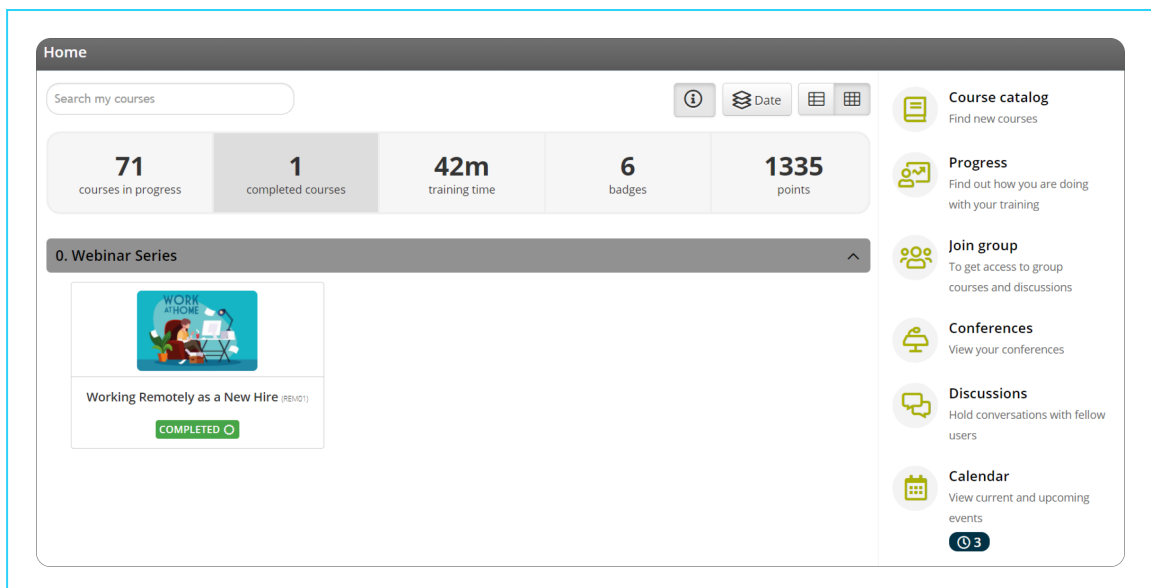 Home
Search my courses
Date
71
courses in progress
1
completed courses
42m
training time
6
badges
1335
points
0. Webinar Series
WORK
AT HOME
Working Remotely as a New Hire (REM01)
COMPLETED
Course catalog
Find new courses
Progress
Find out how you are doing
with your training
Join group
To get access to group
courses and discussions
Conferences
View your conferences
Discussions
Hold conversations with fellow
users
Calendar
View current and upcoming
events
3